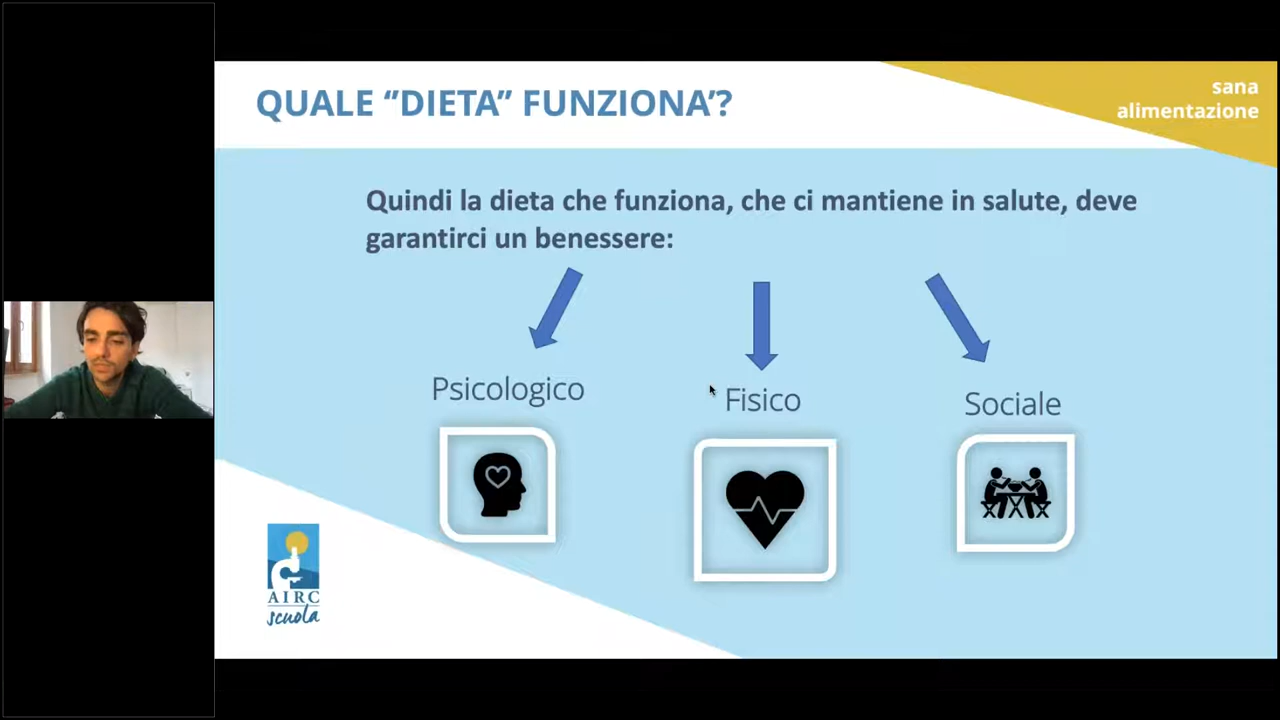 QUALE “DIETA” FUNZIONA’?
sana
alimentazione
Quindi la dieta che funziona, che ci mantiene in salute, deve
garantirci un benessere:
Psicologico
Fisico
Sociale
AIRC
scuola